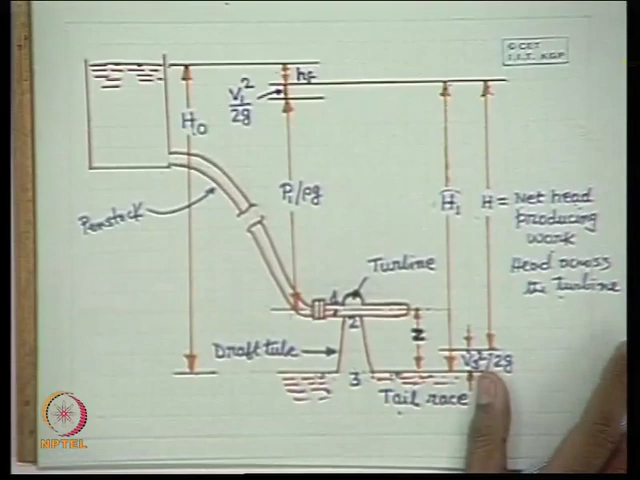 © CET
I.I.T. KGP
hf
V₁²/2g
H₀
P₁/ρg
H₁
H = Net head
producing
work
Head across
the turbine
Penstock
Turbine
1
2
Z
Draft tube
3
V₃²/2g
Tail race
NPTEL